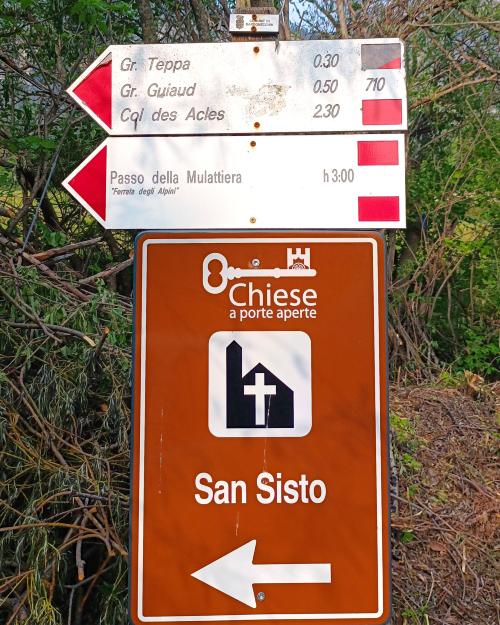 Gr. Teppa 0.30
Gr. Guiaud 0.50 710
Col des Acles 2.30
Passo della Mulattiera h 3:00
"Ferrata degli Alpini"
Chiese
a porte aperte
San Sisto